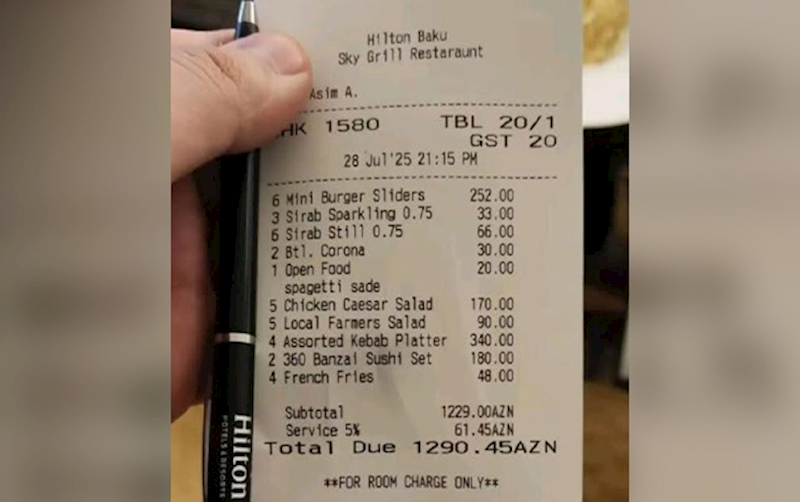 Hilton Baku
Sky Grill Restaraunt
Asim A.
HK 1580 TBL 20/1
GST 20
28 Jul'25 21:15 PM
6 Mini Burger Sliders 252.00
3 Sirab Sparkling 0.75 33.00
6 Sirab Still 0.75 66.00
2 Btl. Corona 30.00
1 Open Food 20.00
spagetti sade
5 Chicken Caesar Salad 170.00
5 Local Farmers Salad 90.00
4 Assorted Kebab Platter 340.00
2 360 Banzai Sushi Set 180.00
4 French Fries 48.00
Subtotal 1229.00AZN
Service 5% 61.45AZN
Total Due 1290.45AZN
**FOR ROOM CHARGE ONLY**
Hilton
HOTELS & RESORTS